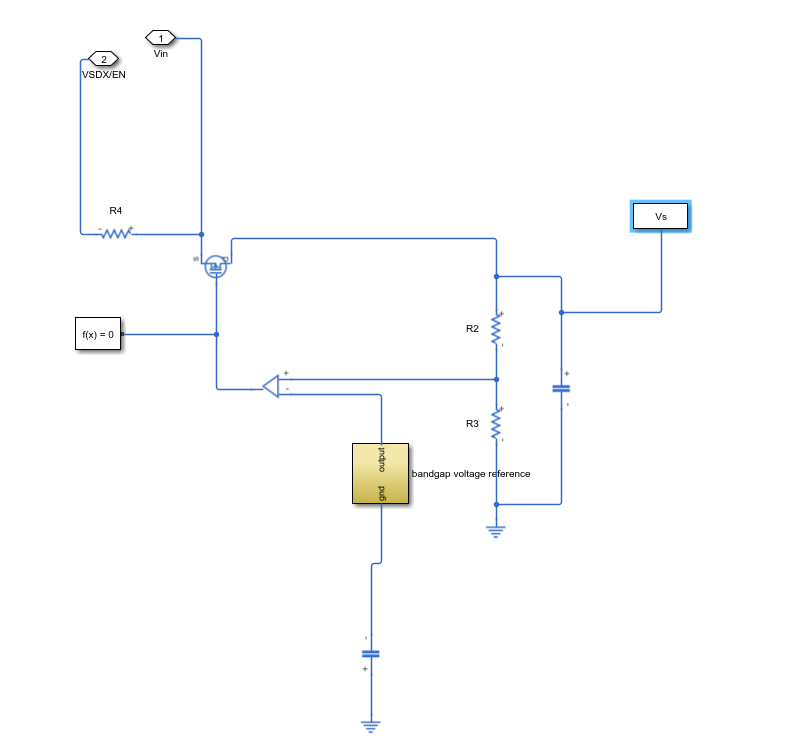 1
Vin
2
VSDX/EN
R4
S
D
f(x) = 0
Vs
R2
R3
output
gnd
bandgap voltage reference